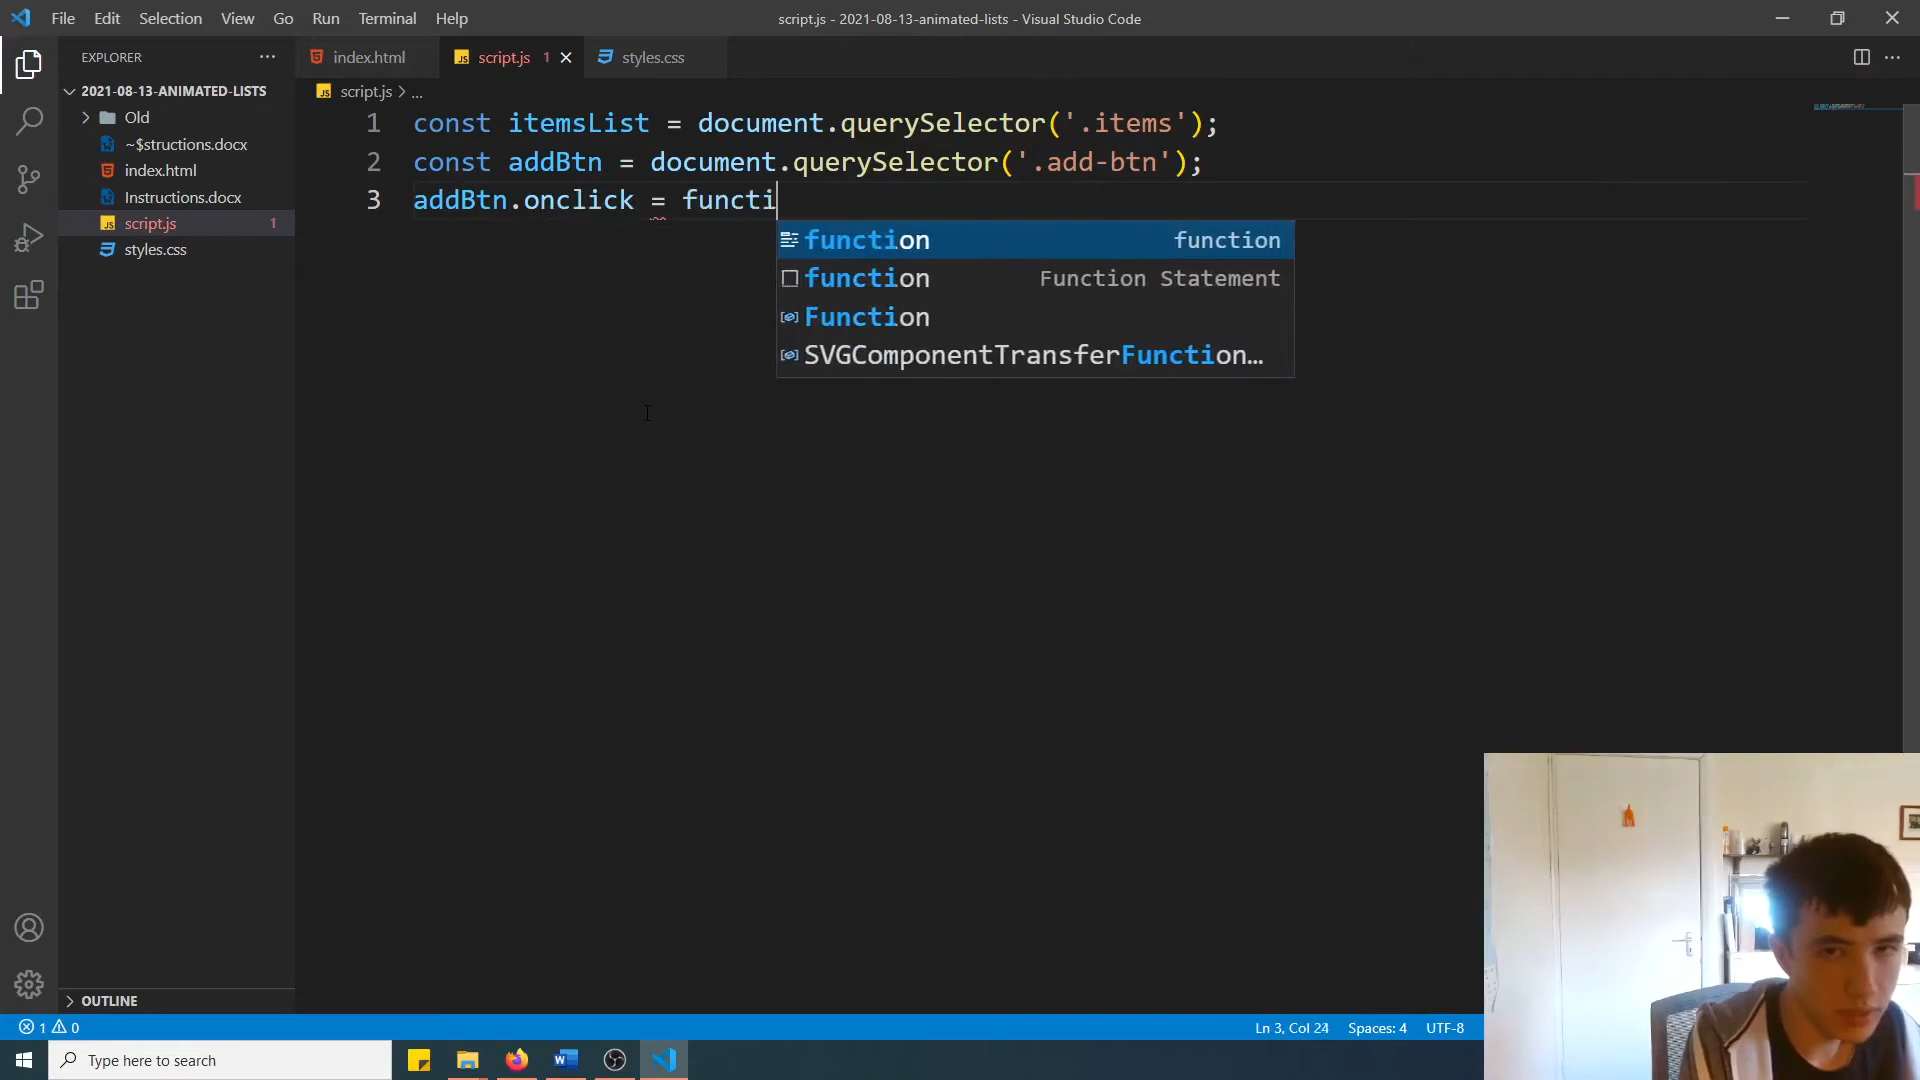 File Edit Selection View Go Run Terminal Help
script.js - 2021-08-13-animated-lists - Visual Studio Code
EXPLORER
index.html
script.js 1
styles.css
2021-08-13-ANIMATED-LISTS
Old
~$structions.docx
index.html
Instructions.docx
script.js 1
styles.css
script.js > ...
1 const itemsList = document.querySelector('.items');
2 const addBtn = document.querySelector('.add-btn');
3 addBtn.onclick = functi
function function
function Function Statement
Function
SVGComponentTransferFunction...
OUTLINE
1 0
Ln 3, Col 24 Spaces: 4 UTF-8
Type here to search